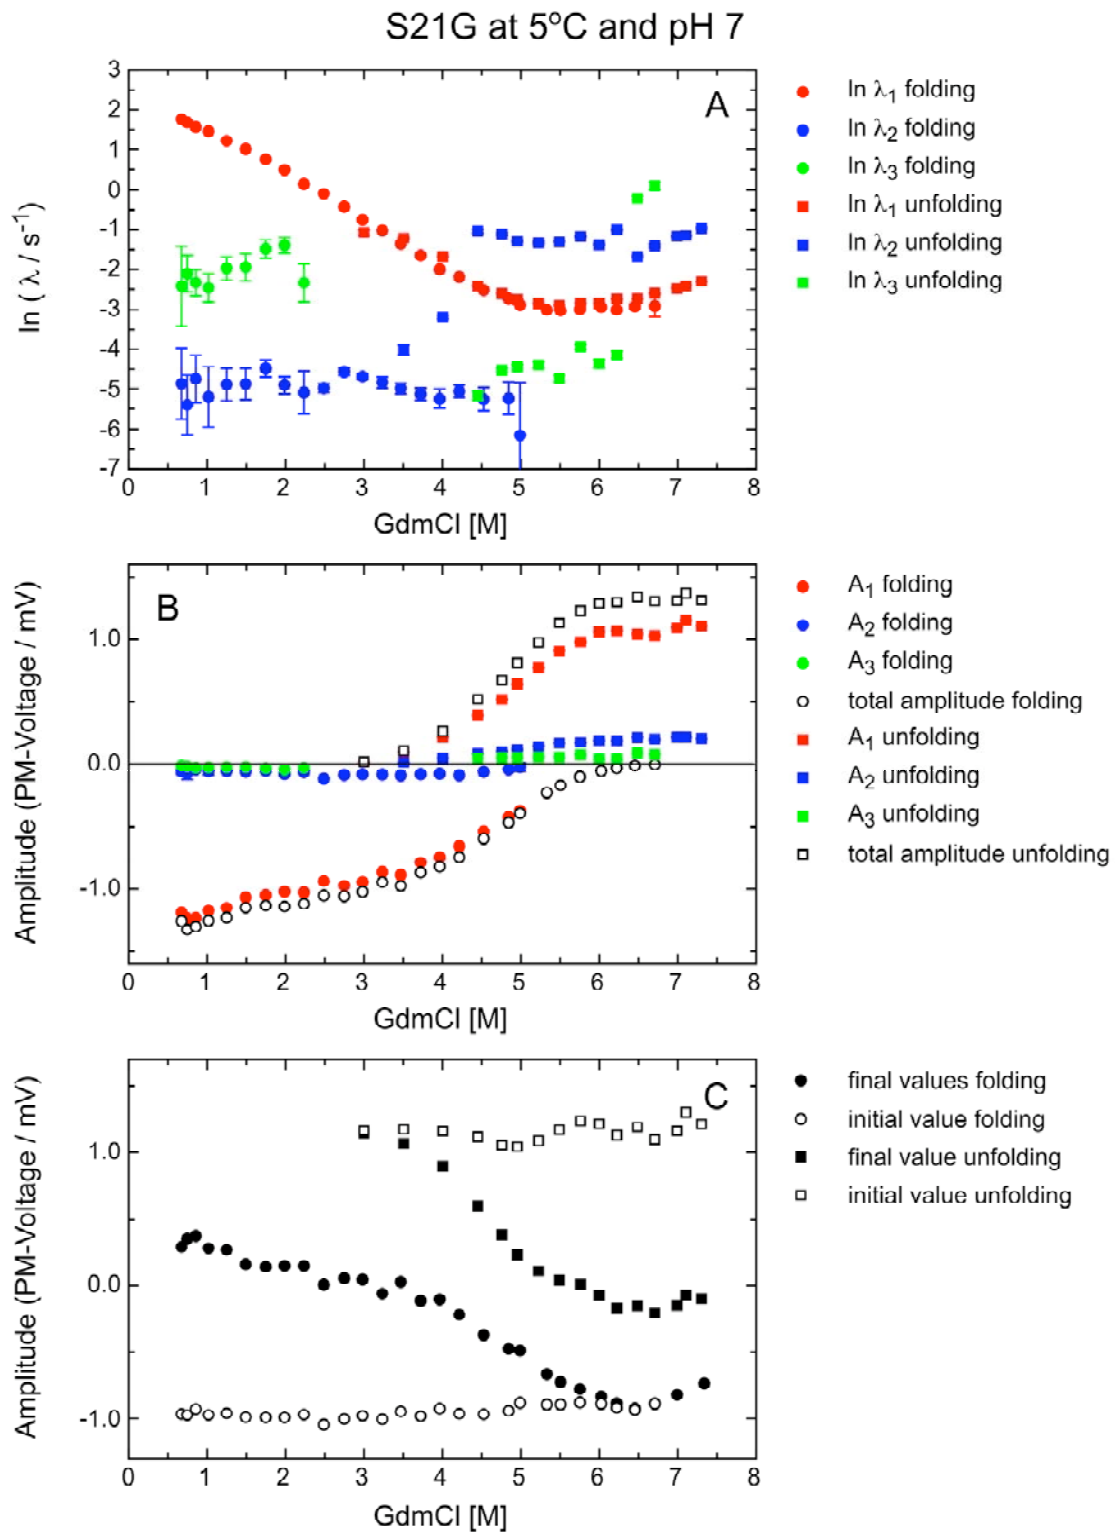 S21G at 5°C and pH 7
A
3
2
1
0
-1
-2
-3
-4
-5
-6
-7
ln ( λ / s⁻¹)
0 1 2 3 4 5 6 7 8
GdmCl [M]
ln λ₁ folding
ln λ₂ folding
ln λ₃ folding
ln λ₁ unfolding
ln λ₂ unfolding
ln λ₃ unfolding
B
1.0
0.0
-1.0
Amplitude (PM-Voltage / mV)
0 1 2 3 4 5 6 7 8
GdmCl [M]
A₁ folding
A₂ folding
A₃ folding
total amplitude folding
A₁ unfolding
A₂ unfolding
A₃ unfolding
total amplitude unfolding
C
1.0
0.0
-1.0
Amplitude (PM-Voltage / mV)
0 1 2 3 4 5 6 7 8
GdmCl [M]
final values folding
initial value folding
final value unfolding
initial value unfolding